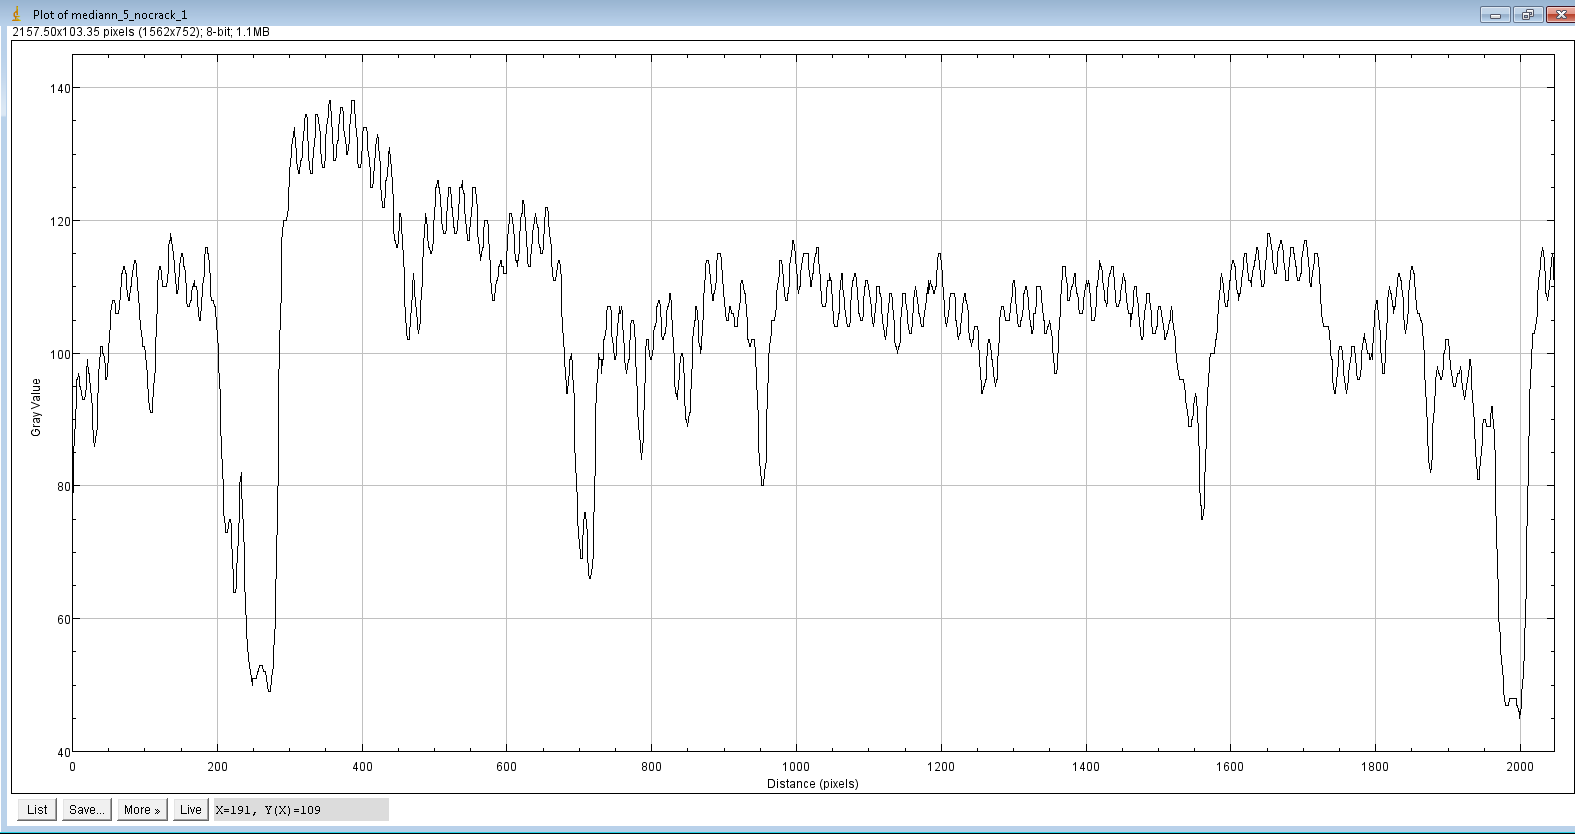 Plot of mediann_5_nocrack_1
2157.50x103.35 pixels (1562x752); 8-bit; 1.1MB
140
120
100
80
60
40
Gray Value
0 200 400 600 800 1000 1200 1400 1600 1800 2000
Distance (pixels)
List Save... More » Live X=191, Y(X)=109